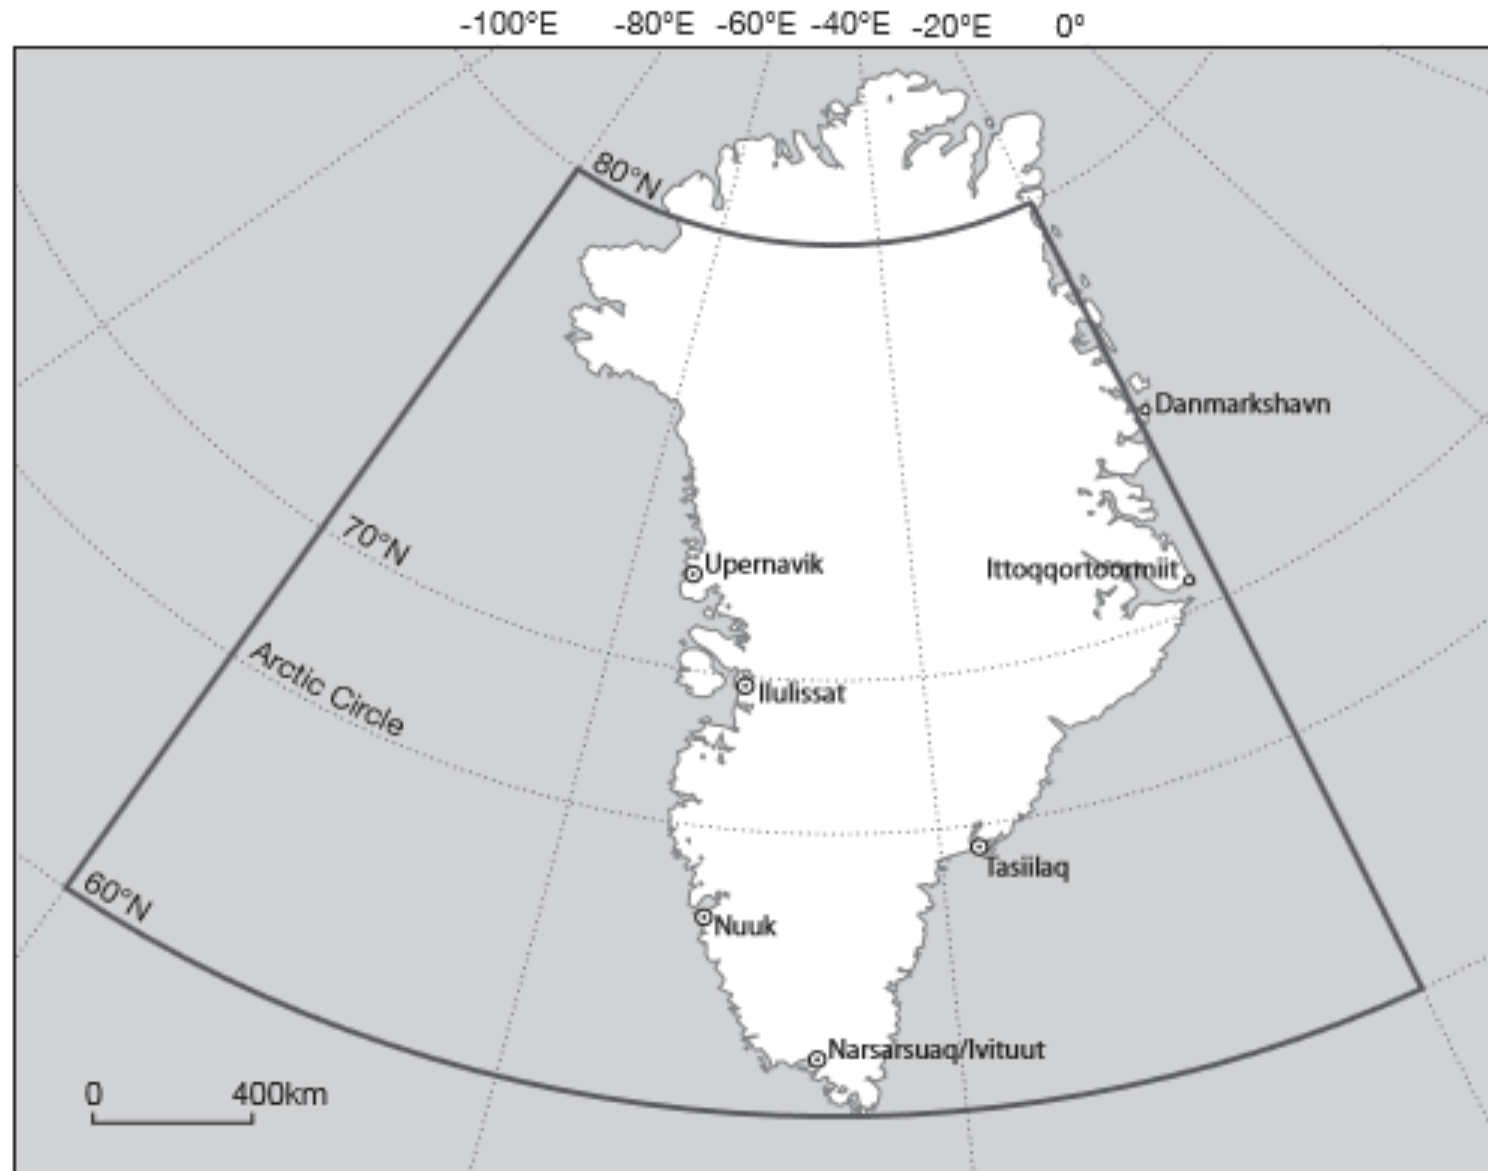 -100°E -80°E -60°E -40°E -20°E 0°
80°N
Danmarkshavn
70°N
Upernavik
Ittoqqortoormiit
Arctic Circle
Ilulissat
Tasiilaq
60°N
Nuuk
Narsarsuaq/Ivituut
0 400km